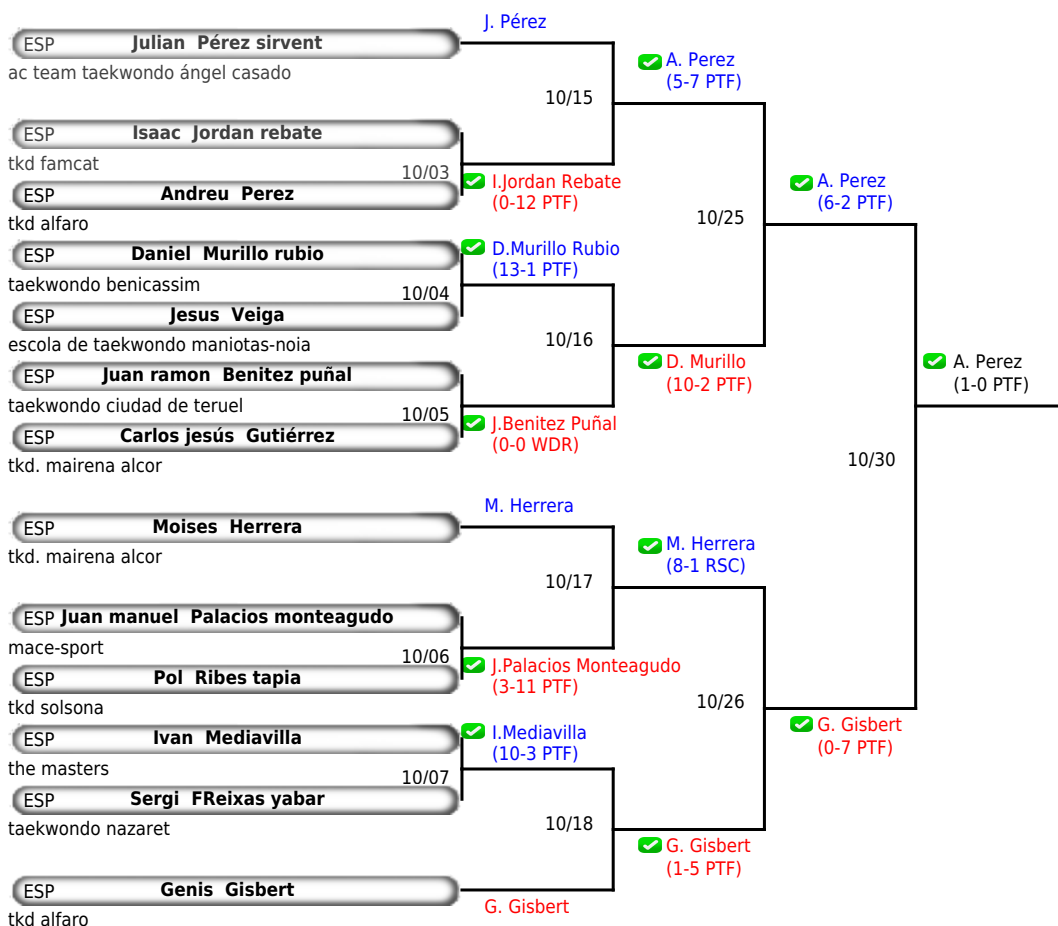 J. Pérez
ESP Julian Pérez sirvent
ac team taekwondo ángel casado
A. Perez
(5-7 PTF)
10/15
ESP Isaac Jordan rebate
tkd famcat
10/03
I.Jordan Rebate
(0-12 PTF)
ESP Andreu Perez
tkd alfaro
A. Perez
(6-2 PTF)
10/25
ESP Daniel Murillo rubio
taekwondo benicassim
D.Murillo Rubio
(13-1 PTF)
10/04
ESP Jesus Veiga
escola de taekwondo maniotas-noia
10/16
D. Murillo
(10-2 PTF)
ESP Juan ramon Benitez puñal
taekwondo ciudad de teruel
10/05
J.Benitez Puñal
(0-0 WDR)
ESP Carlos jesús Gutiérrez
tkd. mairena alcor
A. Perez
(1-0 PTF)
10/30
M. Herrera
ESP Moises Herrera
tkd. mairena alcor
M. Herrera
(8-1 RSC)
10/17
ESP Juan manuel Palacios monteagudo
mace-sport
10/06
J.Palacios Monteagudo
(3-11 PTF)
ESP Pol Ribes tapia
tkd solsona
10/26
G. Gisbert
(0-7 PTF)
ESP Ivan Mediavilla
the masters
I.Mediavilla
(10-3 PTF)
10/07
ESP Sergi FReixas yabar
taekwondo nazaret
10/18
G. Gisbert
(1-5 PTF)
ESP Genis Gisbert
tkd alfaro
G. Gisbert